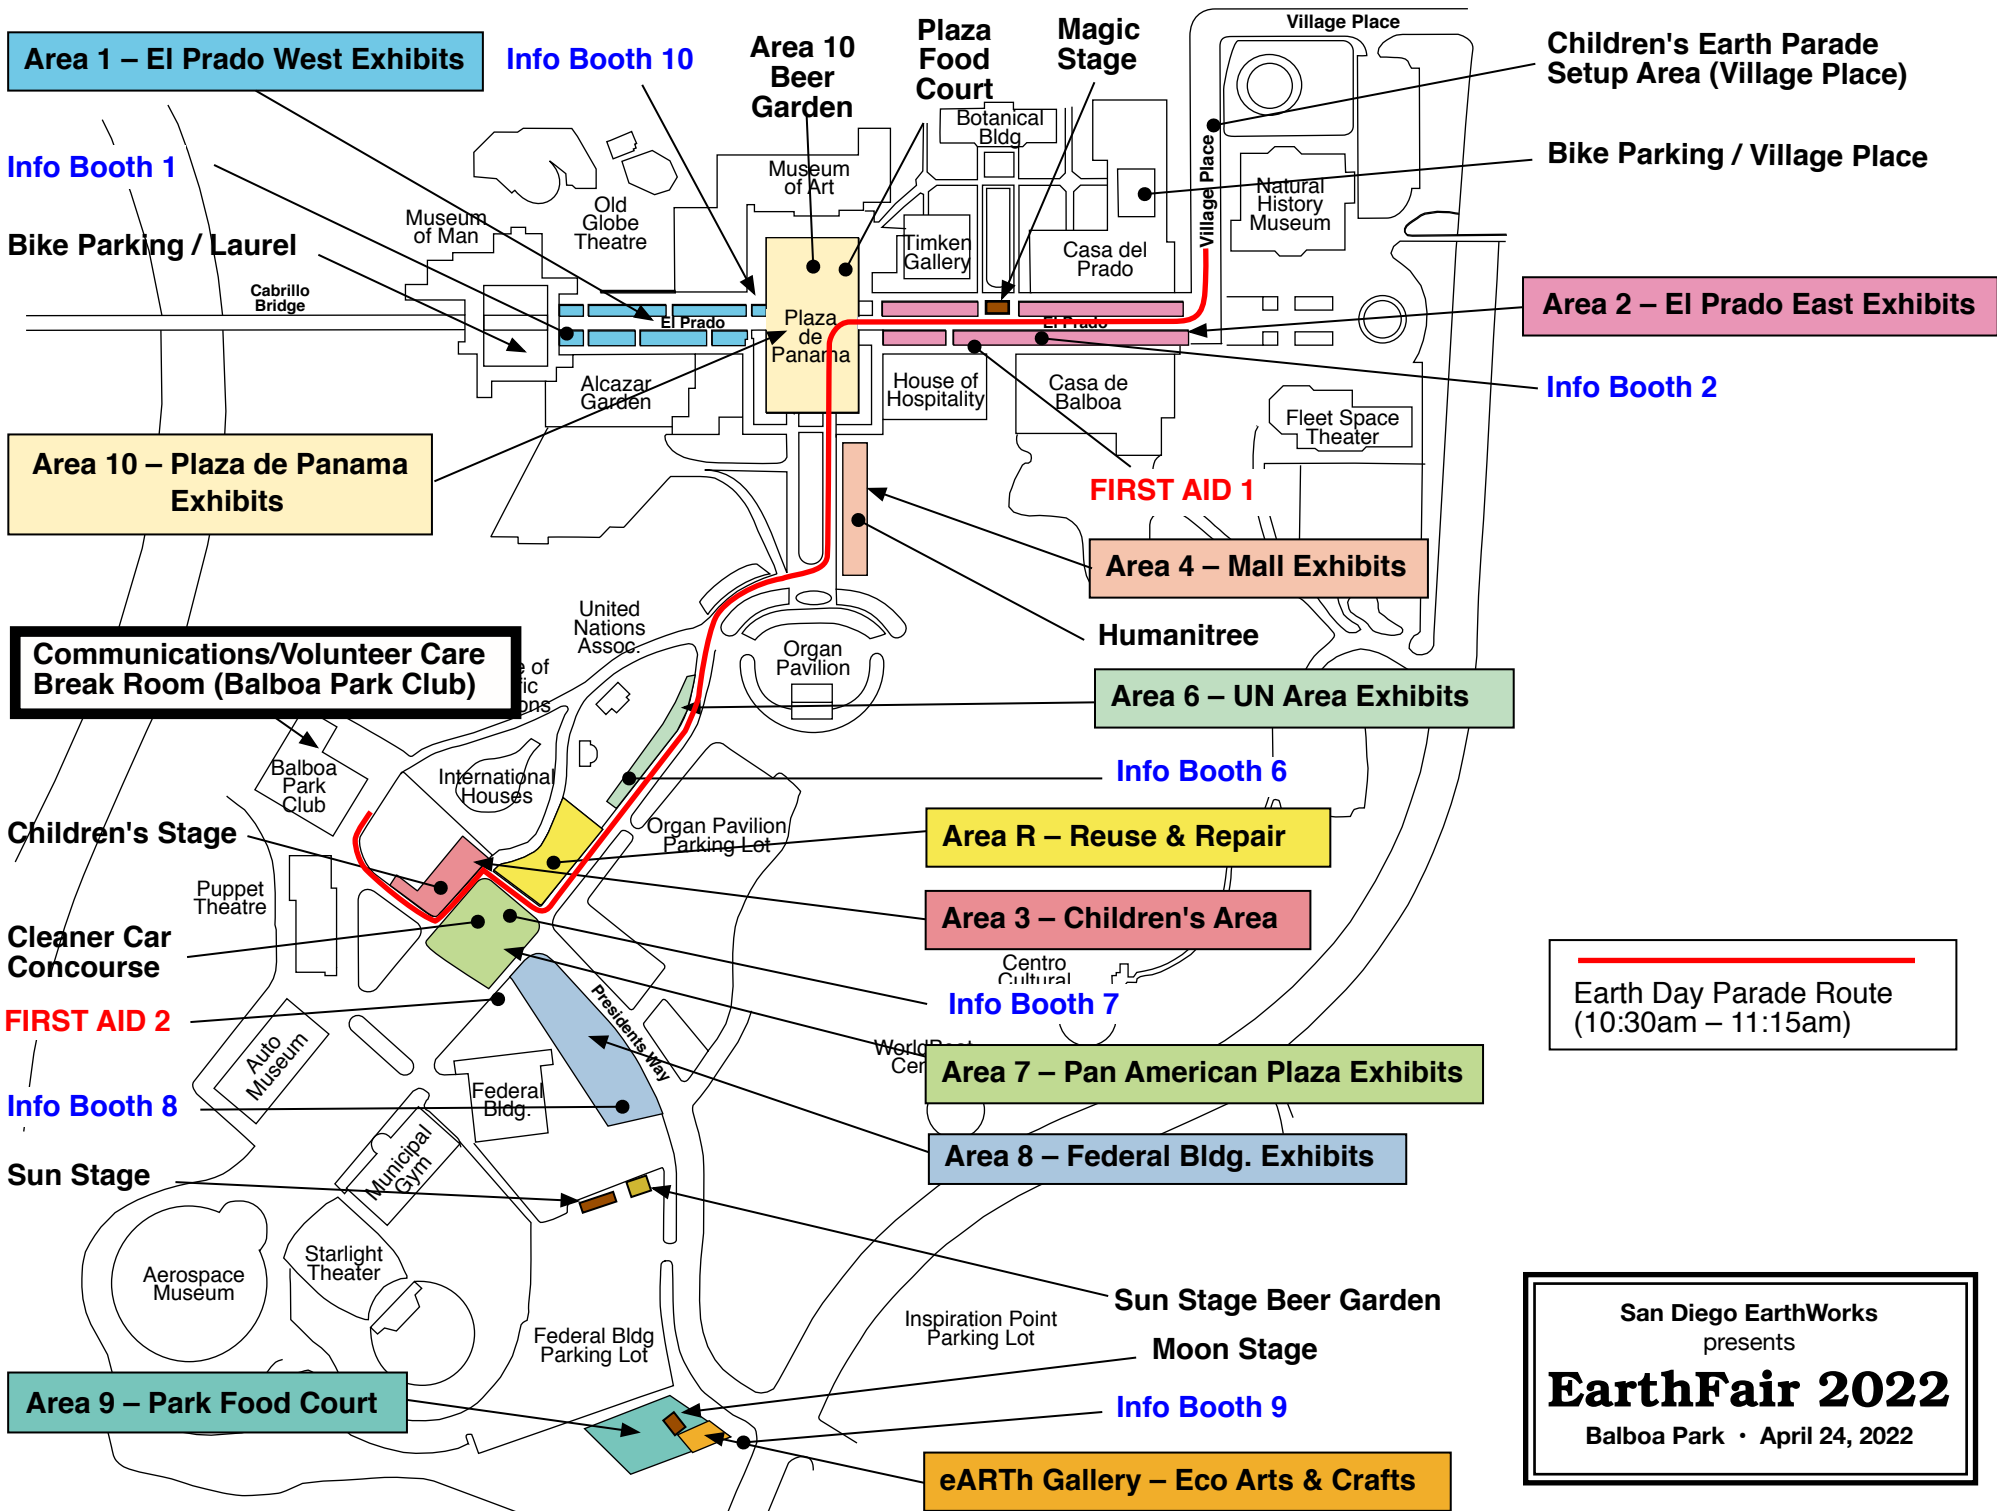 Village Place
Area 1 – El Prado West Exhibits
Info Booth 10
Area 10
Beer
Garden
Plaza
Food
Court
Magic
Stage
Children's Earth Parade
Setup Area (Village Place)
Info Booth 1
Bike Parking / Village Place
Bike Parking / Laurel
Museum
of Man
Old
Globe
Theatre
Museum
of Art
Botanical
Bldg
Timken
Gallery
Casa del
Prado
Village Place
Natural
History
Museum
Cabrillo
Bridge
El Prado
Plaza
de
Panama
El Prado
Area 2 – El Prado East Exhibits
Info Booth 2
Alcazar
Garden
House of
Hospitality
Casa de
Balboa
Fleet Space
Theater
Area 10 – Plaza de Panama
Exhibits
FIRST AID 1
Area 4 – Mall Exhibits
Humanitree
United
Nations
Assoc.
Organ
Pavilion
Communications/Volunteer Care
Break Room (Balboa Park Club)
of
Area 6 – UN Area Exhibits
Info Booth 6
Balboa
Park
Club
International
Houses
Organ Pavilion
Parking Lot
Children's Stage
Area R – Reuse & Repair
Puppet
Theatre
Area 3 – Children's Area
Cleaner Car
Concourse
Centro
Cultural
Info Booth 7
FIRST AID 2
Presidents Way
Earth Day Parade Route
(10:30am – 11:15am)
Auto
Museum
Federal
Bldg.
Area 7 – Pan American Plaza Exhibits
Info Booth 8
Area 8 – Federal Bldg. Exhibits
Municipal
Gym
Sun Stage
Starlight
Theater
Aerospace
Museum
Sun Stage Beer Garden
Inspiration Point
Parking Lot
Federal Bldg
Parking Lot
Moon Stage
Area 9 – Park Food Court
Info Booth 9
eARTh Gallery – Eco Arts & Crafts
San Diego EarthWorks
presents
EarthFair 2022
Balboa Park • April 24, 2022